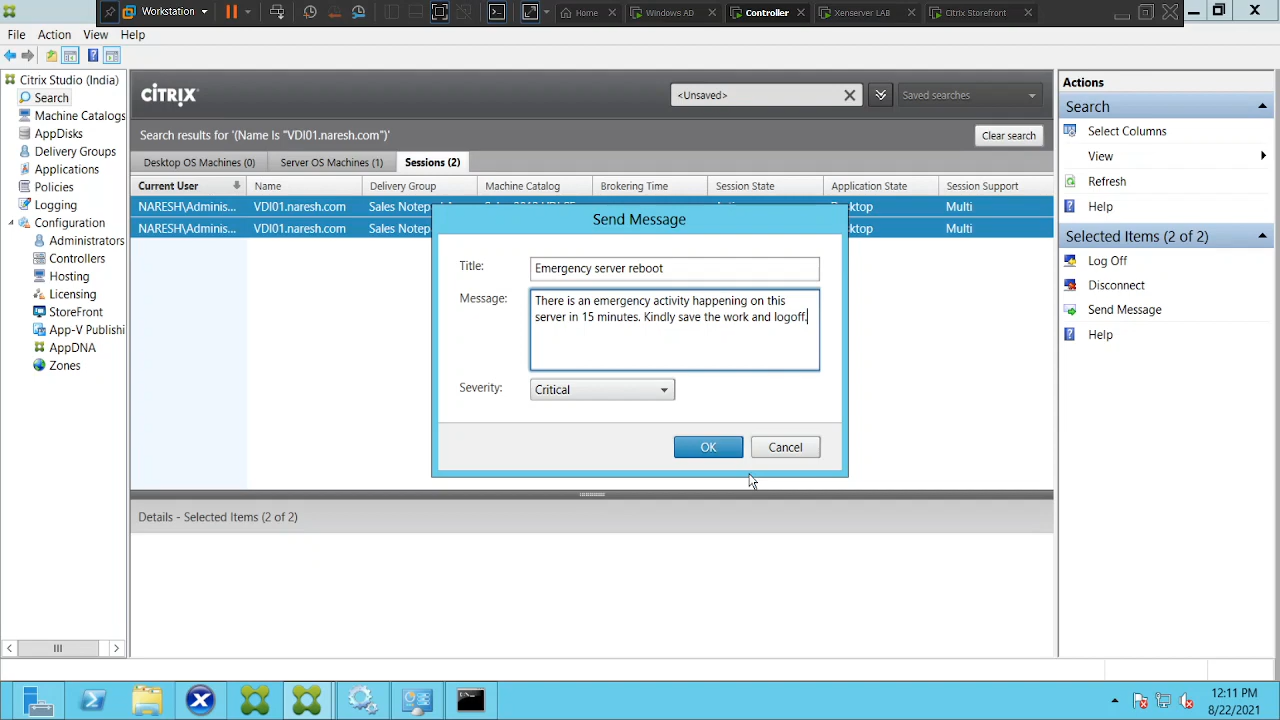 Workstation
Home
Windows AD
Controller
Xenserver LAB
Citrix Storefront
File Action View Help
Citrix Studio (India)
Search
Machine Catalogs
AppDisks
Delivery Groups
Applications
Policies
Logging
Configuration
Administrators
Controllers
Hosting
Licensing
StoreFront
App-V Publishi
AppDNA
Zones
CITRIX
<Unsaved>
Saved searches
Search results for '(Name Is "VDI01.naresh.com")'
Clear search
Desktop OS Machines (0) Server OS Machines (1) Sessions (2)
Current User Name Delivery Group Machine Catalog Brokering Time Session State Application State Session Support
NARESH\Adminis... VDI01.naresh.com Sales Notep Desktop Multi
NARESH\Adminis... VDI01.naresh.com Sales Notep sktop Multi
Send Message
Title: Emergency server reboot
Message: There is an emergency activity happening on this
server in 15 minutes. Kindly save the work and logoff.
Severity: Critical
OK Cancel
Details - Selected Items (2 of 2)
Actions
Search
Select Columns
View
Refresh
Help
Selected Items (2 of 2)
Log Off
Disconnect
Send Message
Help
12:11 PM
8/22/2021